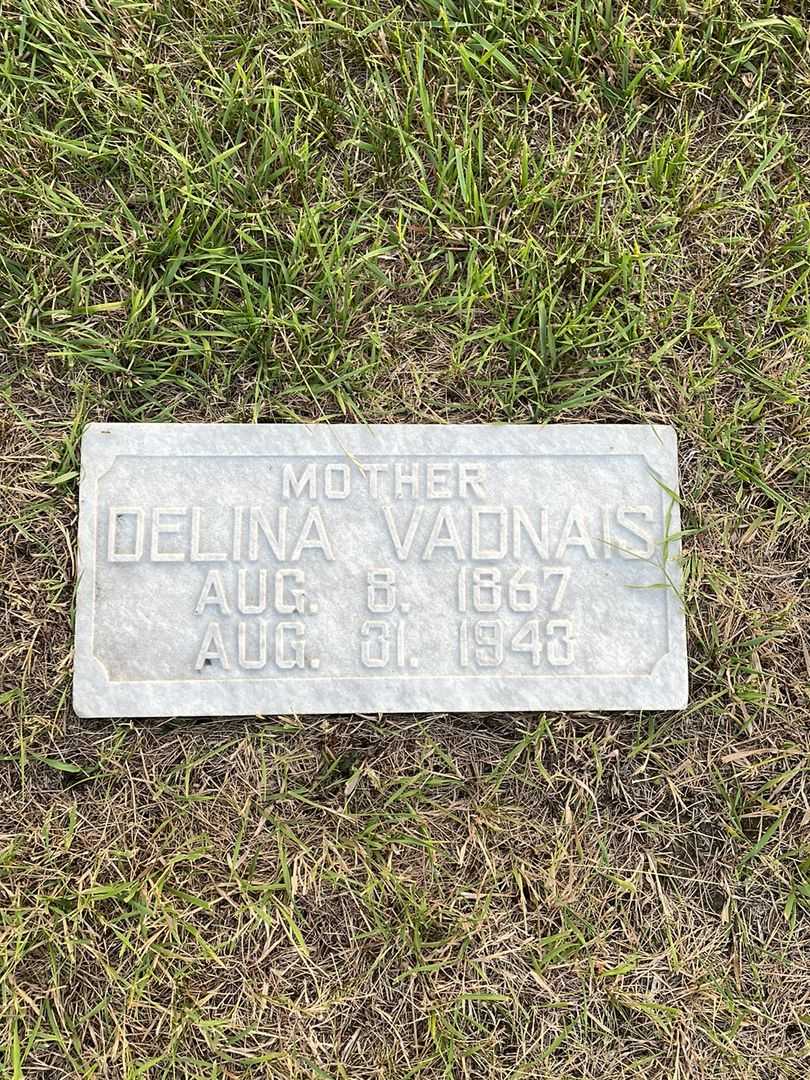 MOTHER
DELINA VADNAIS
AUG. 8. 1867
AUG. 31. 1943